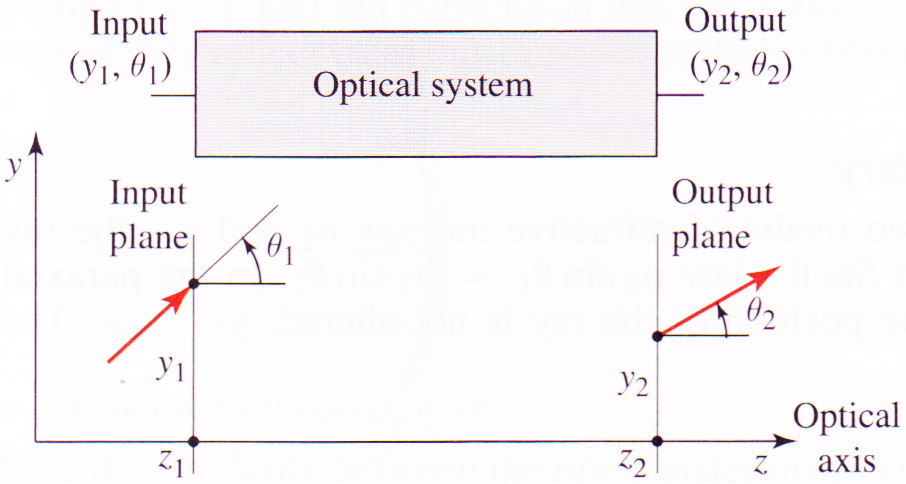 Input
(y₁, θ₁)
Optical system
Output
(y₂, θ₂)
y
Input
plane
θ₁
y₁
Output
plane
θ₂
y₂
z₁
z₂
z
Optical
axis